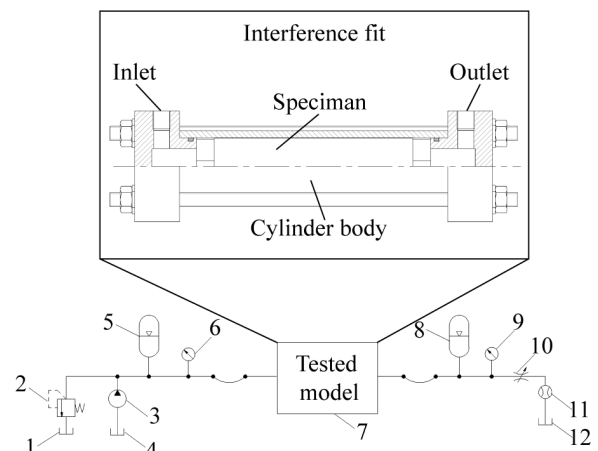 Interference fit
Inlet
Outlet
Speciman
Cylinder body
5
6
8
9
10
2
Tested
model
3
11
1
4
7
12